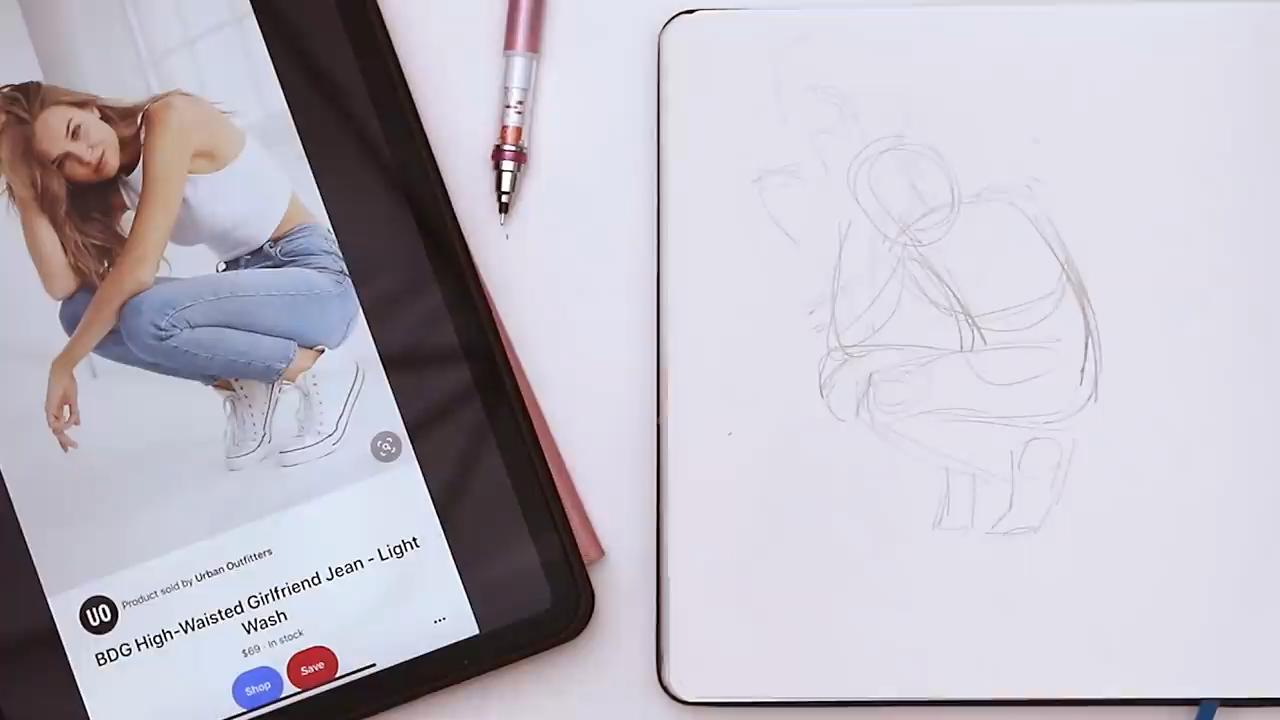 UO
Product sold by Urban Outfitters
BDG High-Waisted Girlfriend Jean - Light
Wash
$69 · In stock
...
Shop
Save